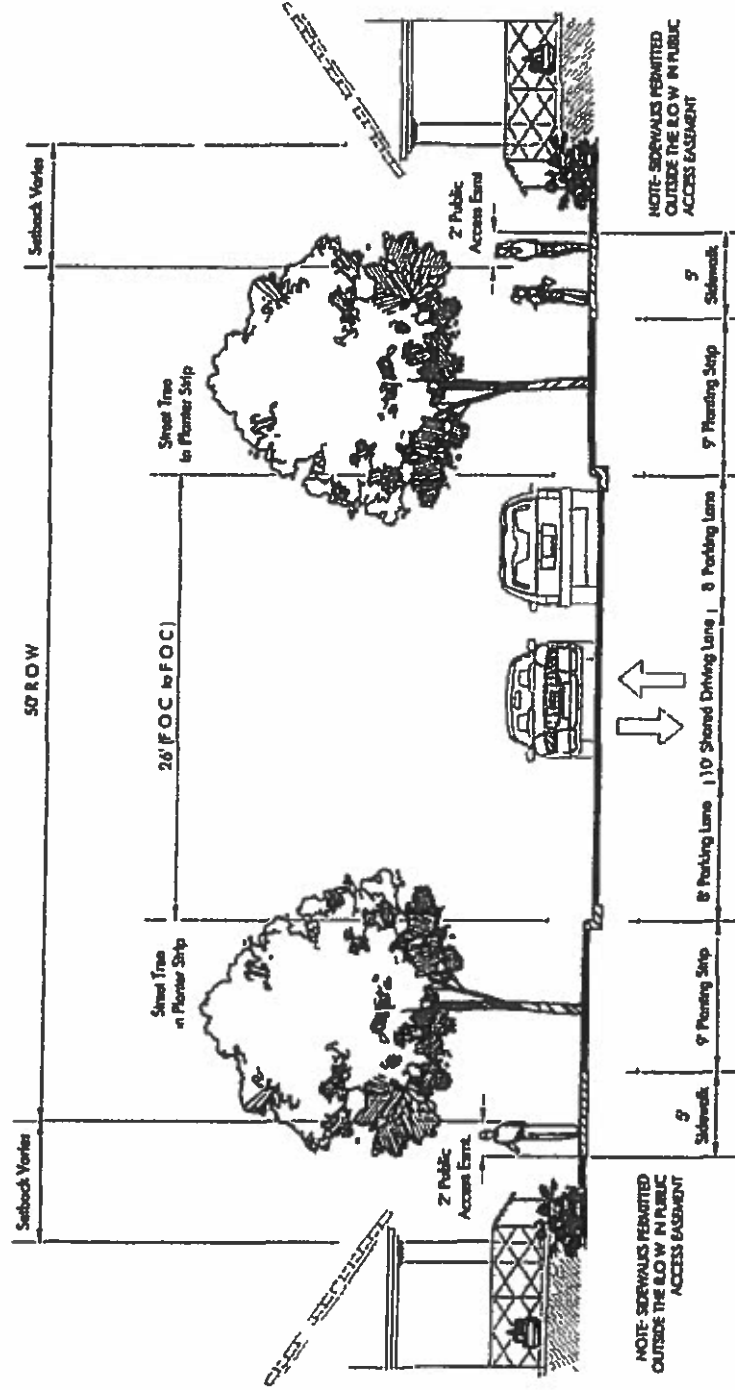 50' R O W
Setback Varies
Setback Varies
26' (F O C to F O C)
Street Tree
in Planter Strip
Street Tree
in Planter Strip
2' Public
Access Esmt.
2' Public
Access Esmt
5'
Sidewalk
9' Planting Strip
8' Parking Lane
10' Shared Driving Lane
8' Parking Lane
9' Planting Strip
5'
Sidewalk
NOTE- SIDEWALKS PERMITTED
OUTSIDE THE R.O W IN PUBLIC
ACCESS EASEMENT
NOTE- SIDEWALKS PERMITTED
OUTSIDE THE R.O W IN PUBLIC
ACCESS EASEMENT